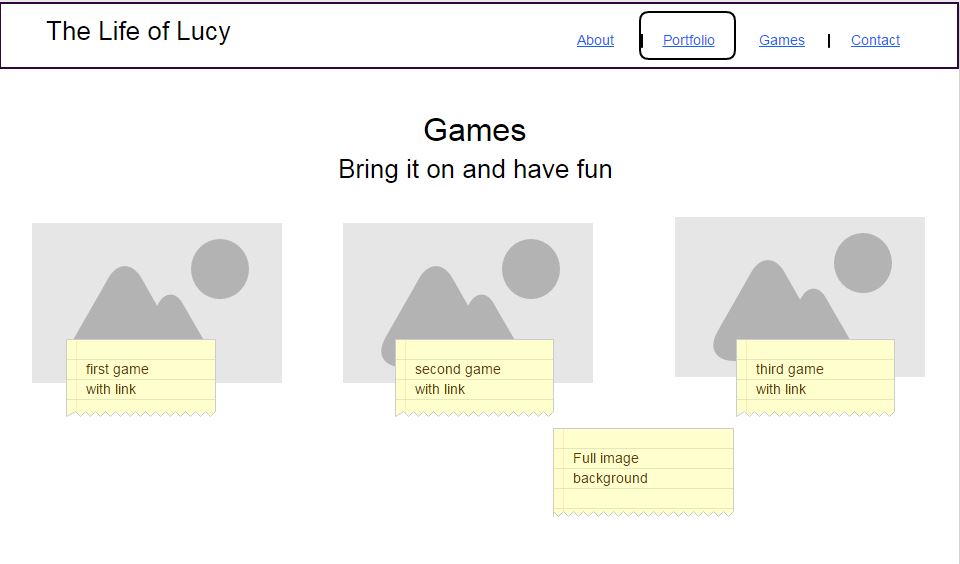 The Life of Lucy
About Portfolio Games Contact
Games
Bring it on and have fun
first game
with link
second game
with link
third game
with link
Full image
background